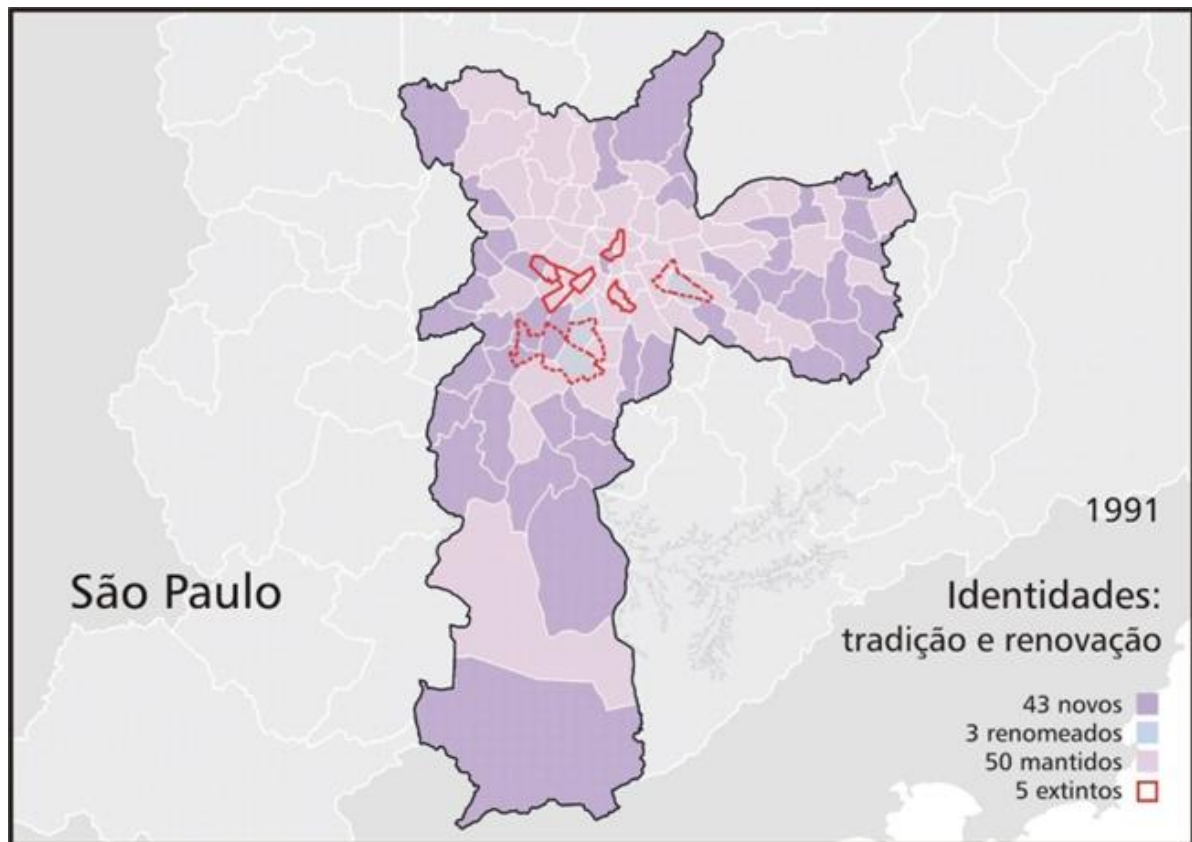 1991
São Paulo
Identidades:
tradição e renovação
43 novos
3 renomeados
50 mantidos
5 extintos